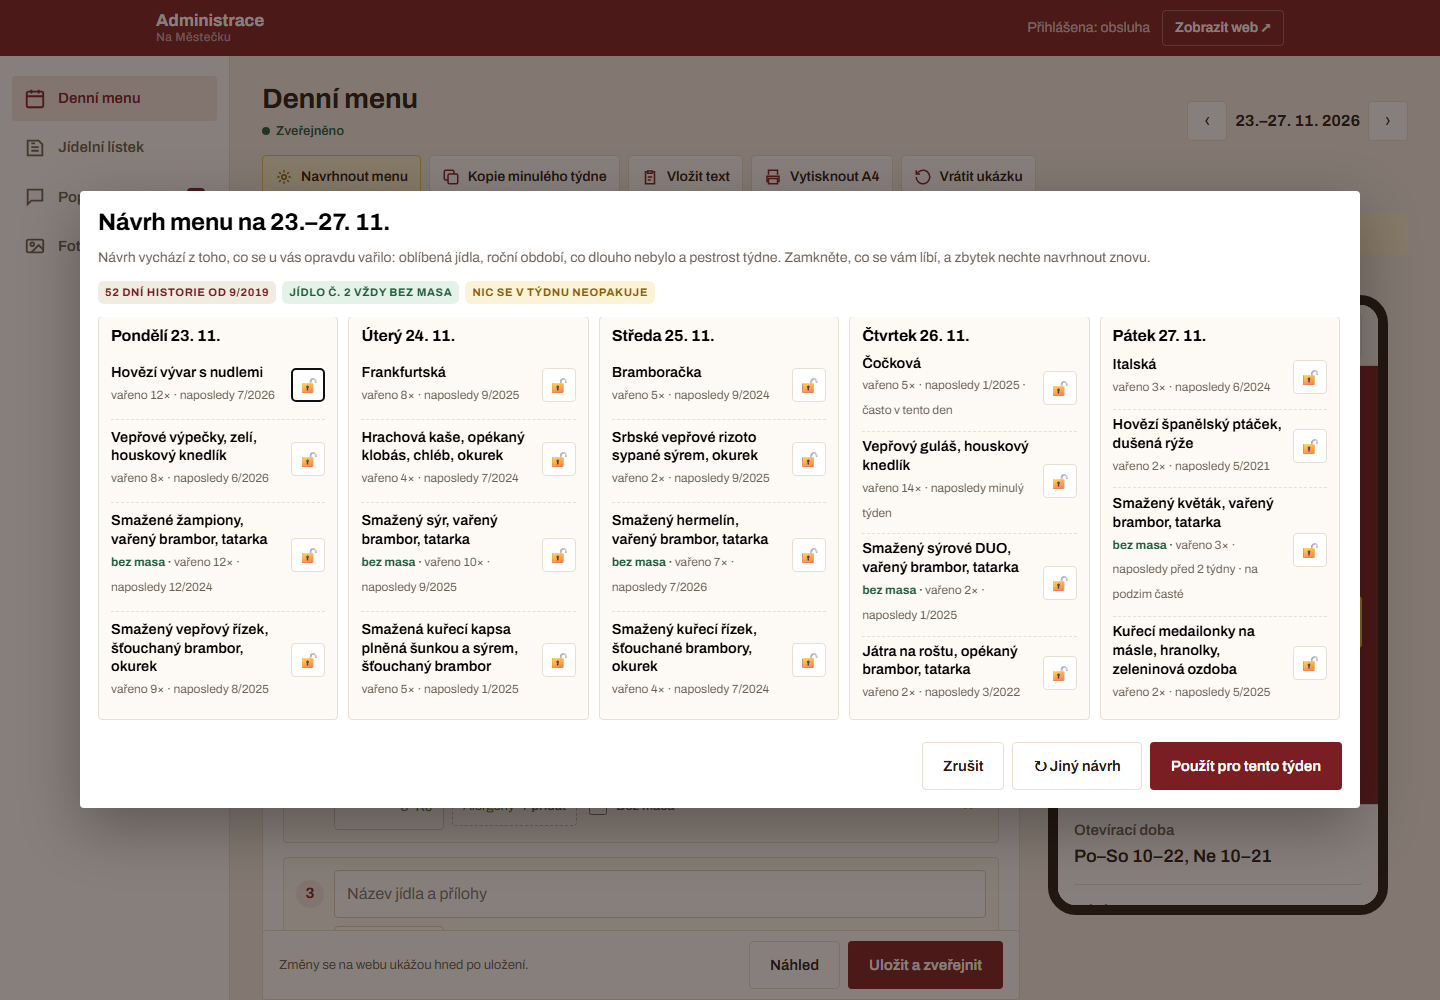 Administrace
Na Městečku
Přihlášena: obsluha
Zobrazit web ↗
Denní menu
Jídelní lístek
Denní menu
Zveřejněno
‹ 23.–27. 11. 2026 ›
Navrhnout menu
Kopie minulého týdne
Vložit text
Vytisknout A4
Vrátit ukázku
Návrh menu na 23.–27. 11.
Návrh vychází z toho, co se u vás opravdu vařilo: oblíbená jídla, roční období, co dlouho nebylo a pestrost týdne. Zamkněte, co se vám líbí, a zbytek nechte navrhnout znovu.
52 DNÍ HISTORIE OD 9/2019
JÍDLO Č. 2 VŽDY BEZ MASA
NIC SE V TÝDNU NEOPAKUJE
Pondělí 23. 11.
Hovězí vývar s nudlemi
vařeno 12× · naposledy 7/2026
Vepřové výpečky, zelí,
houskový knedlík
vařeno 8× · naposledy 6/2026
Smažené žampiony,
vařený brambor, tatarka
bez masa · vařeno 12× ·
naposledy 12/2024
Smažený vepřový řízek,
šťouchaný brambor,
okurek
vařeno 9× · naposledy 8/2025
Úterý 24. 11.
Frankfurtská
vařeno 8× · naposledy 9/2025
Hrachová kaše, opékaný
klobás, chléb, okurek
vařeno 4× · naposledy 7/2024
Smažený sýr, vařený
brambor, tatarka
bez masa · vařeno 10× ·
naposledy 9/2025
Smažená kuřecí kapsa
plněná šunkou a sýrem,
šťouchaný brambor
vařeno 5× · naposledy 1/2025
Středa 25. 11.
Bramboračka
vařeno 5× · naposledy 9/2024
Srbské vepřové rizoto
sypané sýrem, okurek
vařeno 2× · naposledy 9/2025
Smažený hermelín,
vařený brambor, tatarka
bez masa · vařeno 7× ·
naposledy 7/2026
Smažený kuřecí řízek,
šťouchané brambory,
okurek
vařeno 4× · naposledy 7/2024
Čtvrtek 26. 11.
Čočková
vařeno 5× · naposledy 1/2025 ·
často v tento den
Vepřový guláš, houskový
knedlík
vařeno 14× · naposledy minulý
týden
Smažený sýrové DUO,
vařený brambor, tatarka
bez masa · vařeno 2× ·
naposledy 1/2025
Játra na roštu, opékaný
brambor, tatarka
vařeno 2× · naposledy 3/2022
Pátek 27. 11.
Italská
vařeno 3× · naposledy 6/2024
Hovězí španělský ptáček,
dušená rýže
vařeno 2× · naposledy 5/2021
Smažený květák, vařený
brambor, tatarka
bez masa · vařeno 3× ·
naposledy před 2 týdny · na
podzim časté
Kuřecí medailonky na
másle, hranolky,
zeleninová ozdoba
vařeno 2× · naposledy 5/2025
Zrušit
↻ Jiný návrh
Použít pro tento týden
3
Název jídla a přílohy
Změny se na webu ukážou hned po uložení.
Náhled
Uložit a zveřejnit
Otevírací doba
Po–So 10–22, Ne 10–21